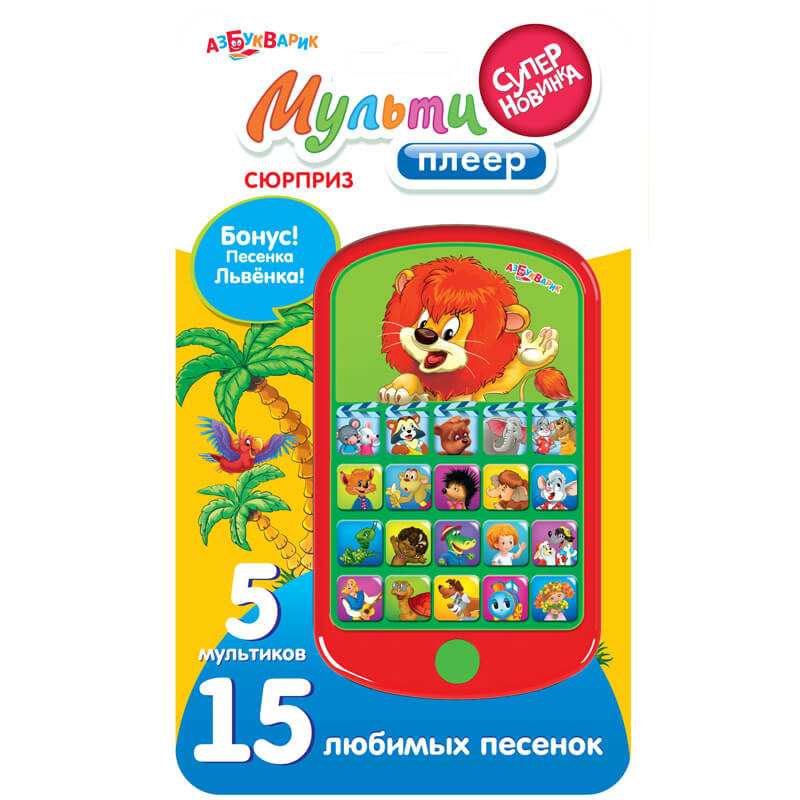 АЗБУКВАРИК
Мульти
плеер
СУПЕР
НОВИНКА
СЮРПРИЗ
Бонус!
Песенка
Львёнка!
АЗБУКВАРИК
5
мультиков
15 любимых песенок